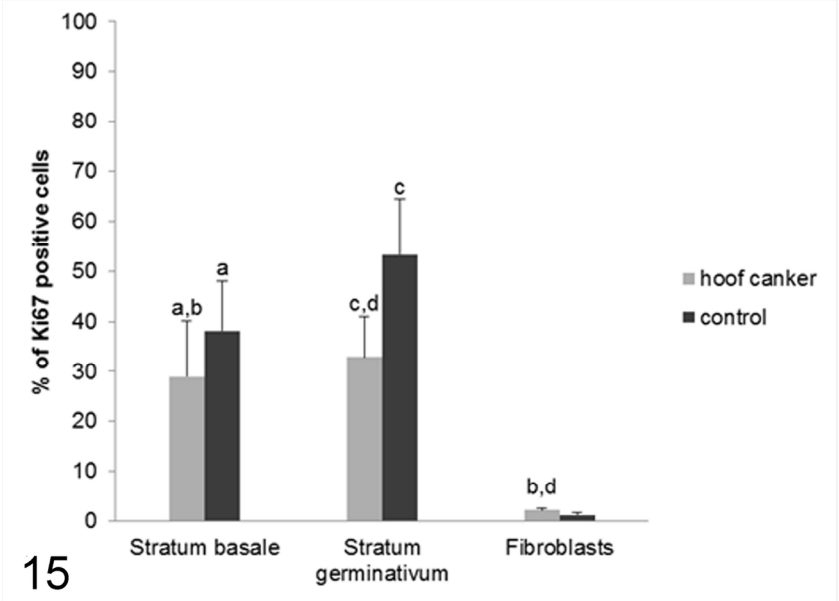 % of Ki67 positive cells
100
90
80
70
60
50
40
30
20
10
0
a,b
a
c,d
c
b,d
Stratum basale
Stratum
germinativum
Fibroblasts
hoof canker
control
15